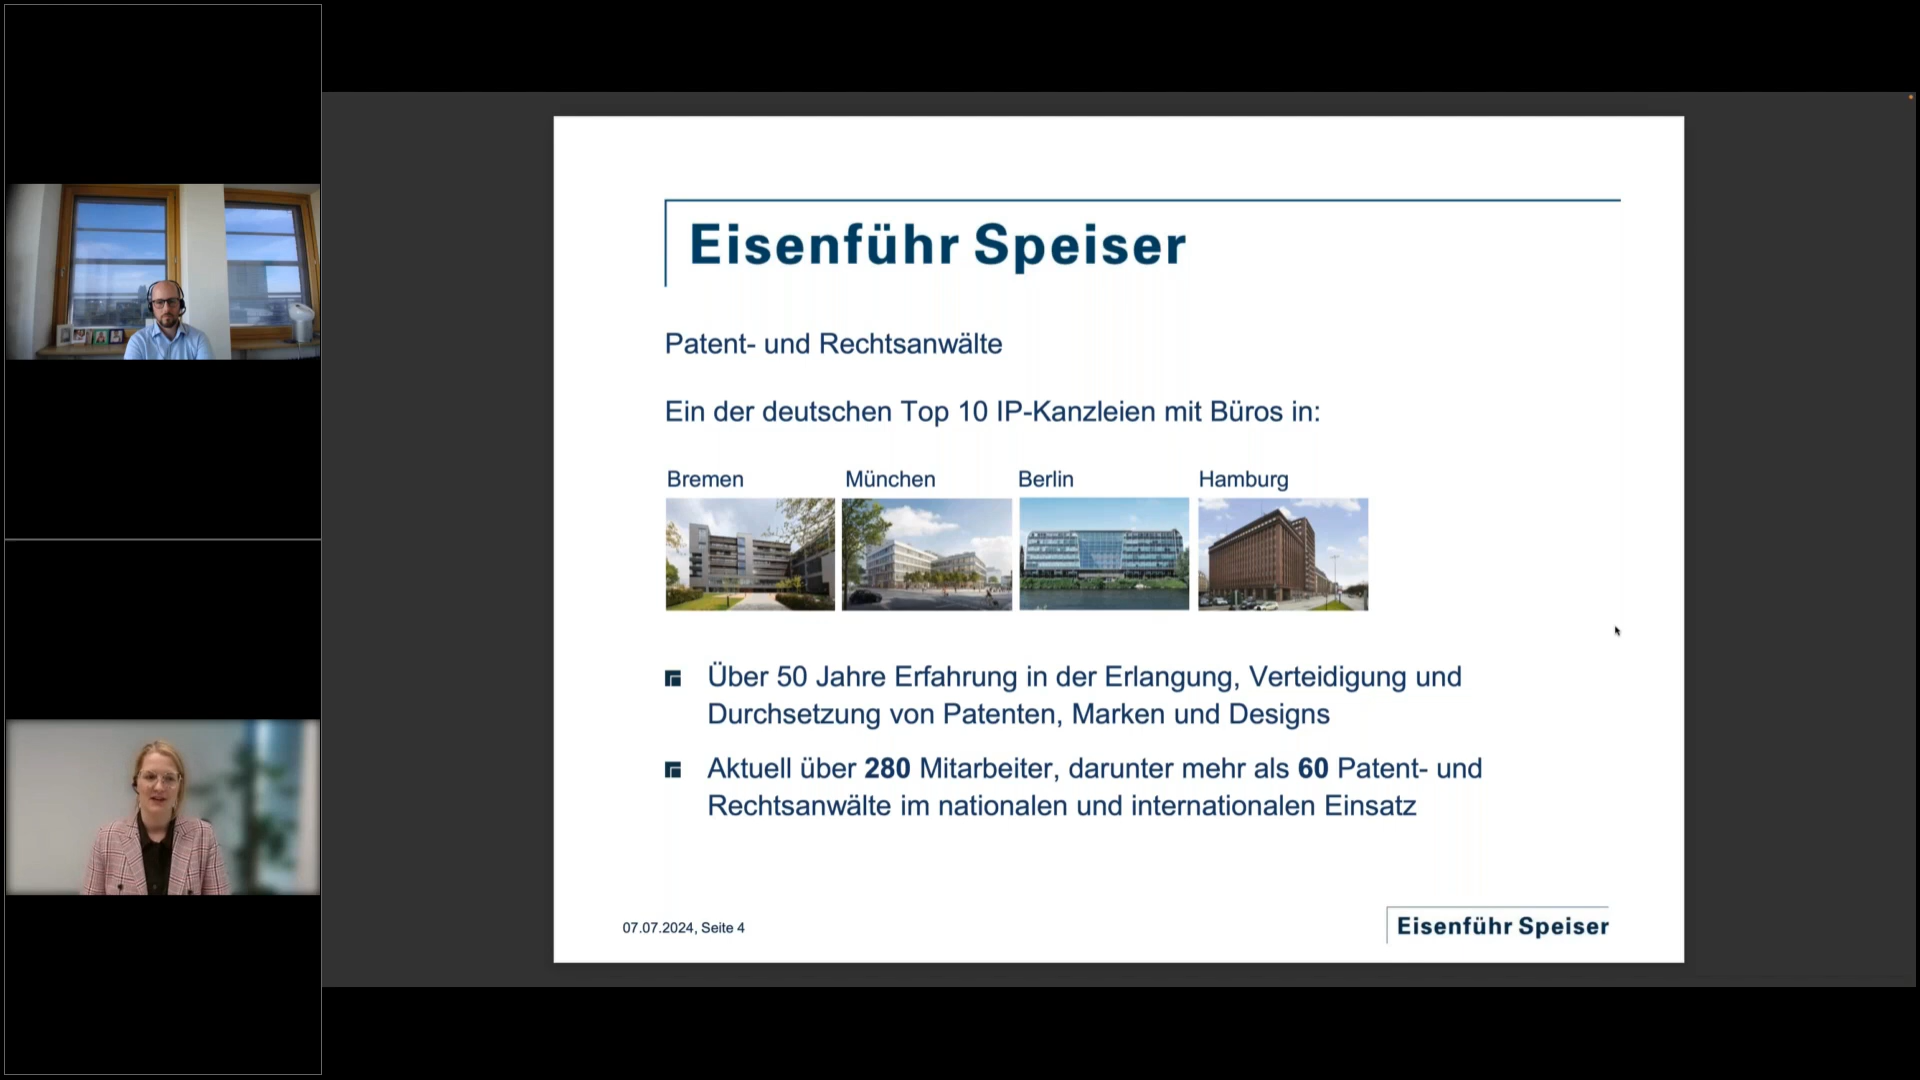 Eisenführ Speiser
Patent- und Rechtsanwälte
Ein der deutschen Top 10 IP-Kanzleien mit Büros in:
Bremen München Berlin Hamburg
Über 50 Jahre Erfahrung in der Erlangung, Verteidigung und
Durchsetzung von Patenten, Marken und Designs
Aktuell über 280 Mitarbeiter, darunter mehr als 60 Patent- und
Rechtsanwälte im nationalen und internationalen Einsatz
07.07.2024, Seite 4
Eisenführ Speiser